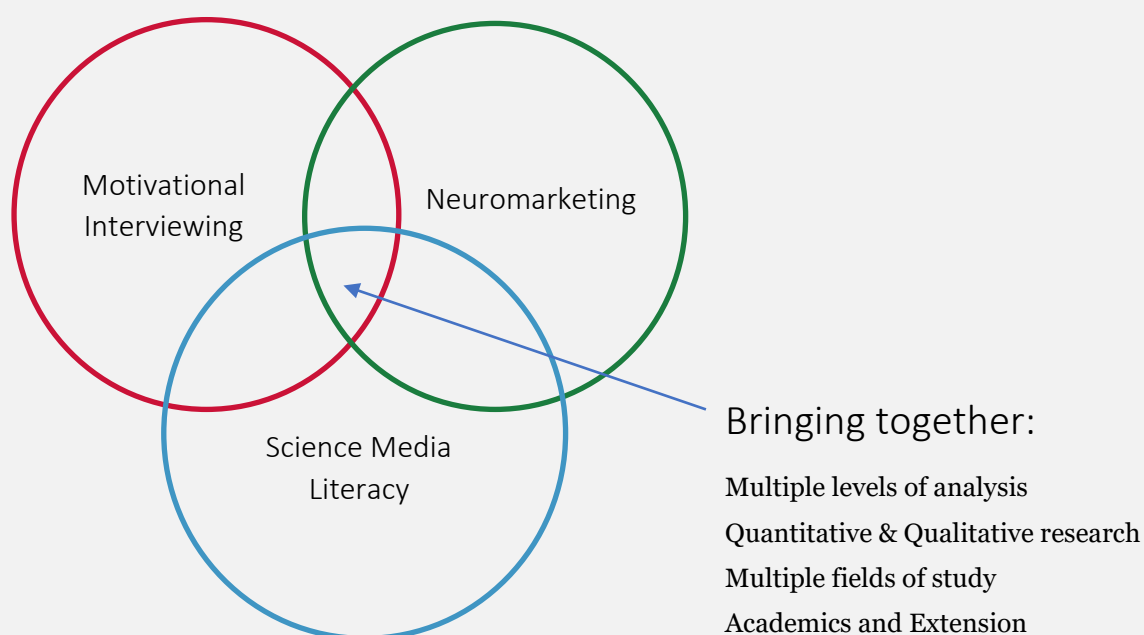 Motivational
Interviewing
Neuromarketing
Science Media
Literacy
Bringing together:
Multiple levels of analysis
Quantitative & Qualitative research
Multiple fields of study
Academics and Extension